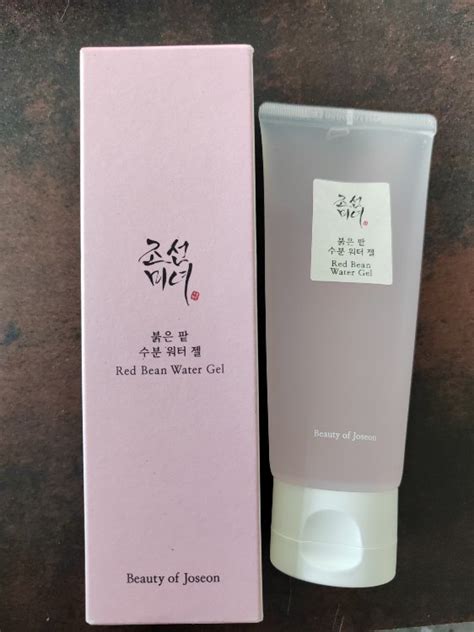 조선
미녀
붉은 팥
수분 워터 젤
Red Bean Water Gel
Beauty of Joseon
조선
미녀
붉은 팥
수분 워터 젤
Red Bean
Water Gel
Beauty of Joseon